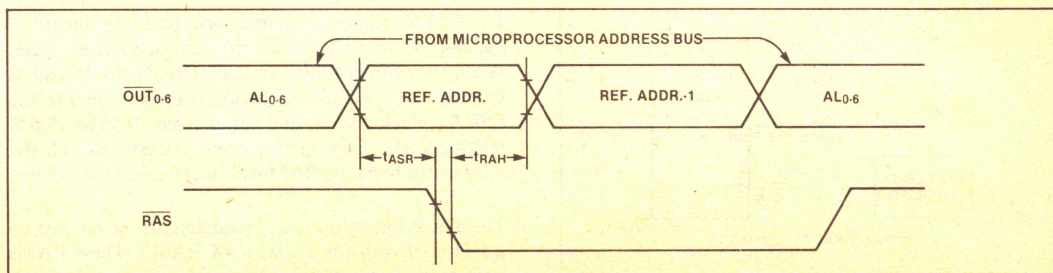 FROM MICROPROCESSOR ADDRESS BUS
OUT0-6 AL0-6 REF. ADDR. REF. ADDR.-1 AL0-6
tASR tRAH
RAS